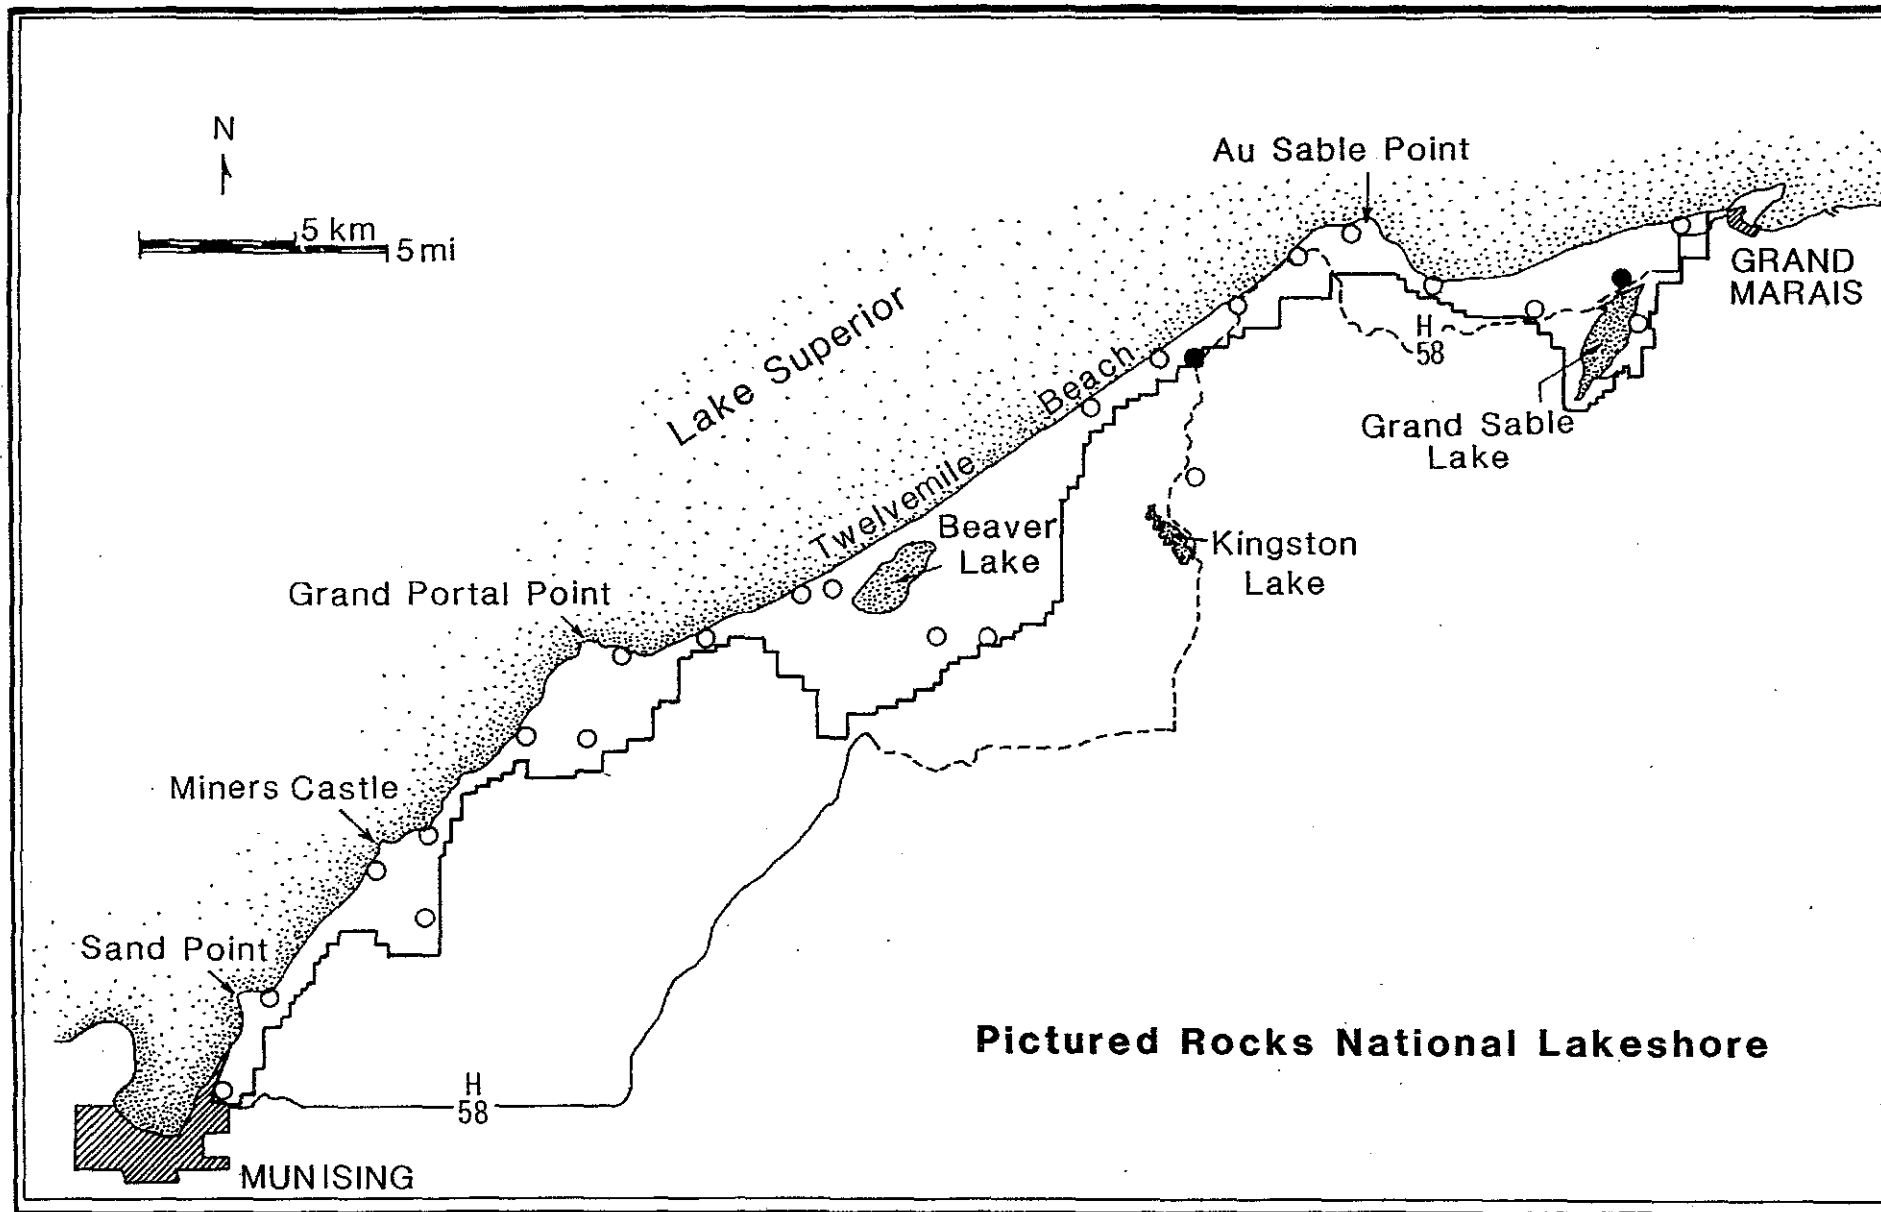 N
5 km
5 mi
Au Sable Point
GRAND
MARAIS
H
58
Lake Superior
Twelvemile Beach
Grand Sable
Lake
Beaver
Lake
Kingston
Lake
Grand Portal Point
Miners Castle
Sand Point
Pictured Rocks National Lakeshore
H
58
MUNISING